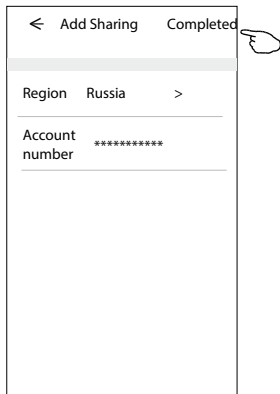 ← Add Sharing Completed
Region Russia >
Account
number ***********